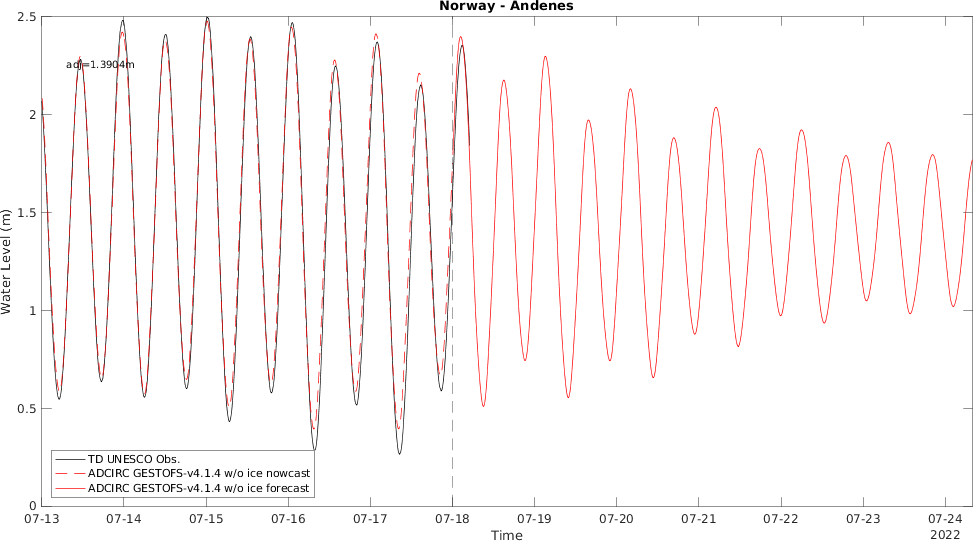 Norway - Andenes
2.5
adj=1.3904m
2
1.5
1
0.5
0
Water Level (m)
TD UNESCO Obs.
ADCIRC GESTOFS-v4.1.4 w/o ice nowcast
ADCIRC GESTOFS-v4.1.4 w/o ice forecast
07-13 07-14 07-15 07-16 07-17 07-18 07-19 07-20 07-21 07-22 07-23 07-24
Time
2022